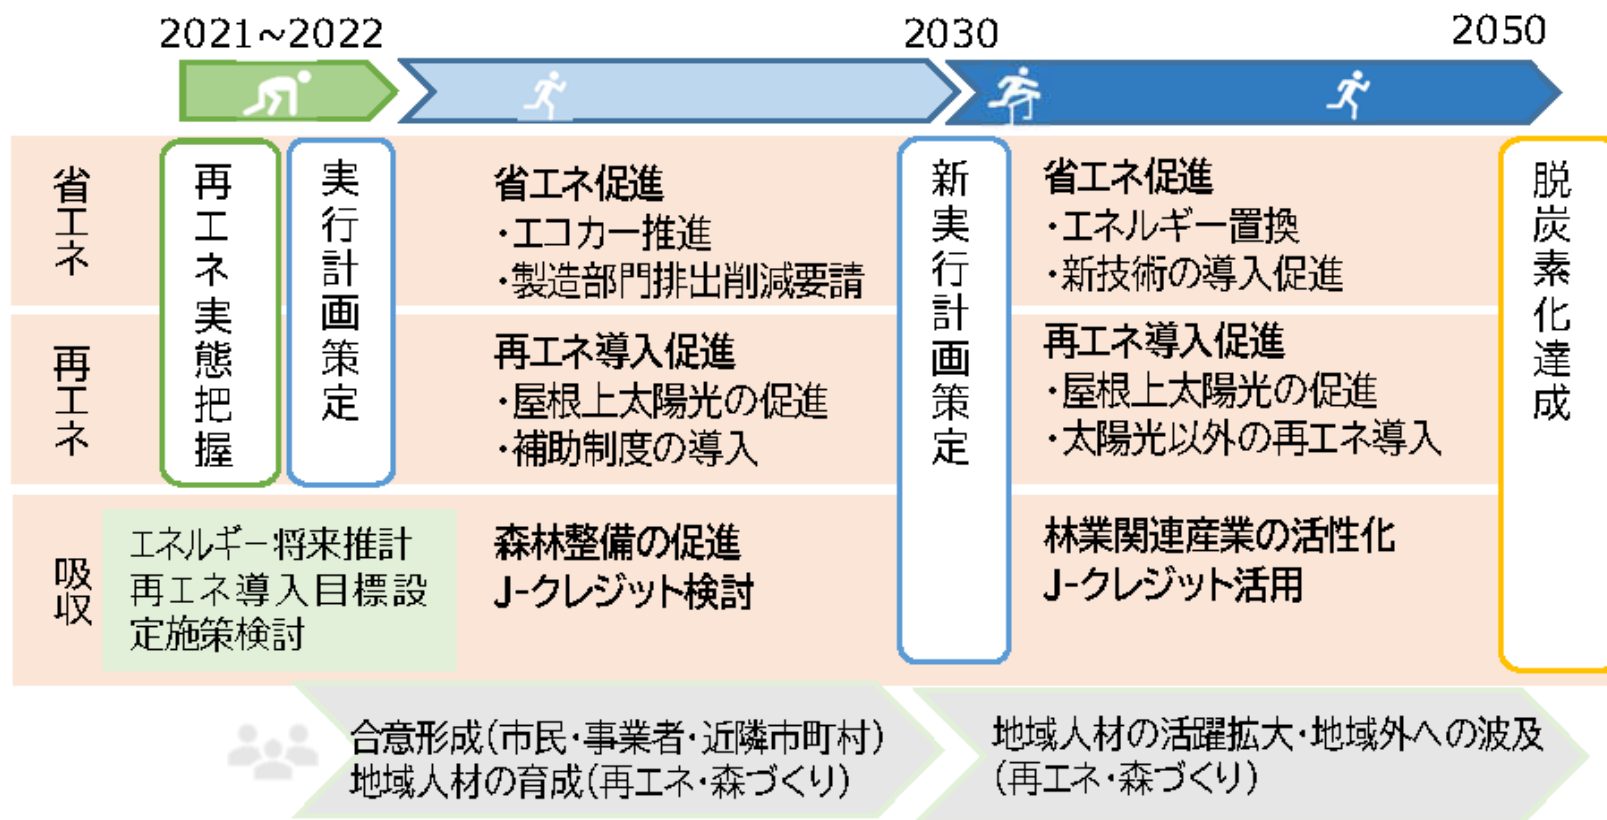 2021~2022
2030
2050
省エネ
再エネ
吸収
再エネ実態把握
実行計画策定
エネルギー将来推計
再エネ導入目標設
定施策検討
省エネ促進
・エコカー推進
・製造部門排出削減要請
再エネ導入促進
・屋根上太陽光の促進
・補助制度の導入
森林整備の促進
J-クレジット検討
新実行計画策定
省エネ促進
・エネルギー置換
・新技術の導入促進
再エネ導入促進
・屋根上太陽光の促進
・太陽光以外の再エネ導入
林業関連産業の活性化
J-クレジット活用
脱炭素化達成
合意形成(市民・事業者・近隣市町村)
地域人材の育成(再エネ・森づくり)
地域人材の活躍拡大・地域外への波及
(再エネ・森づくり)